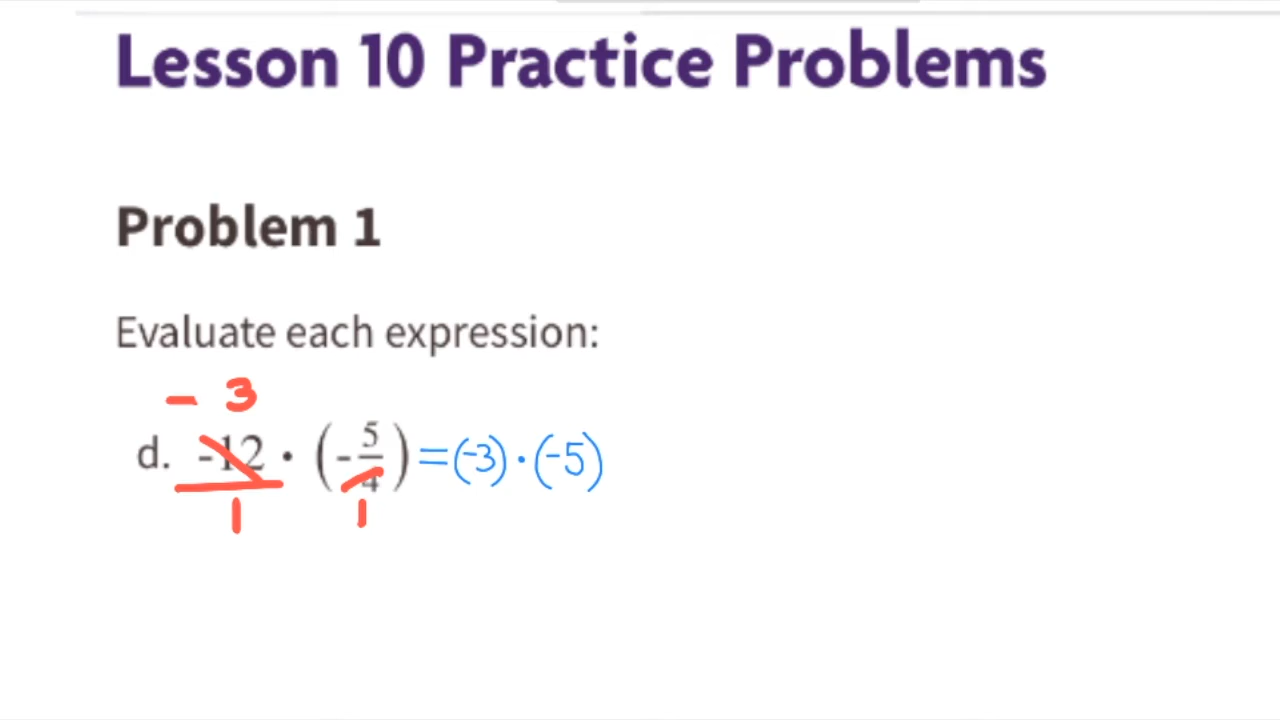 Lesson 10 Practice Problems
Problem 1
Evaluate each expression:
- 3
d. -12 · (-5/4) = (-3) · (-5)
1 1